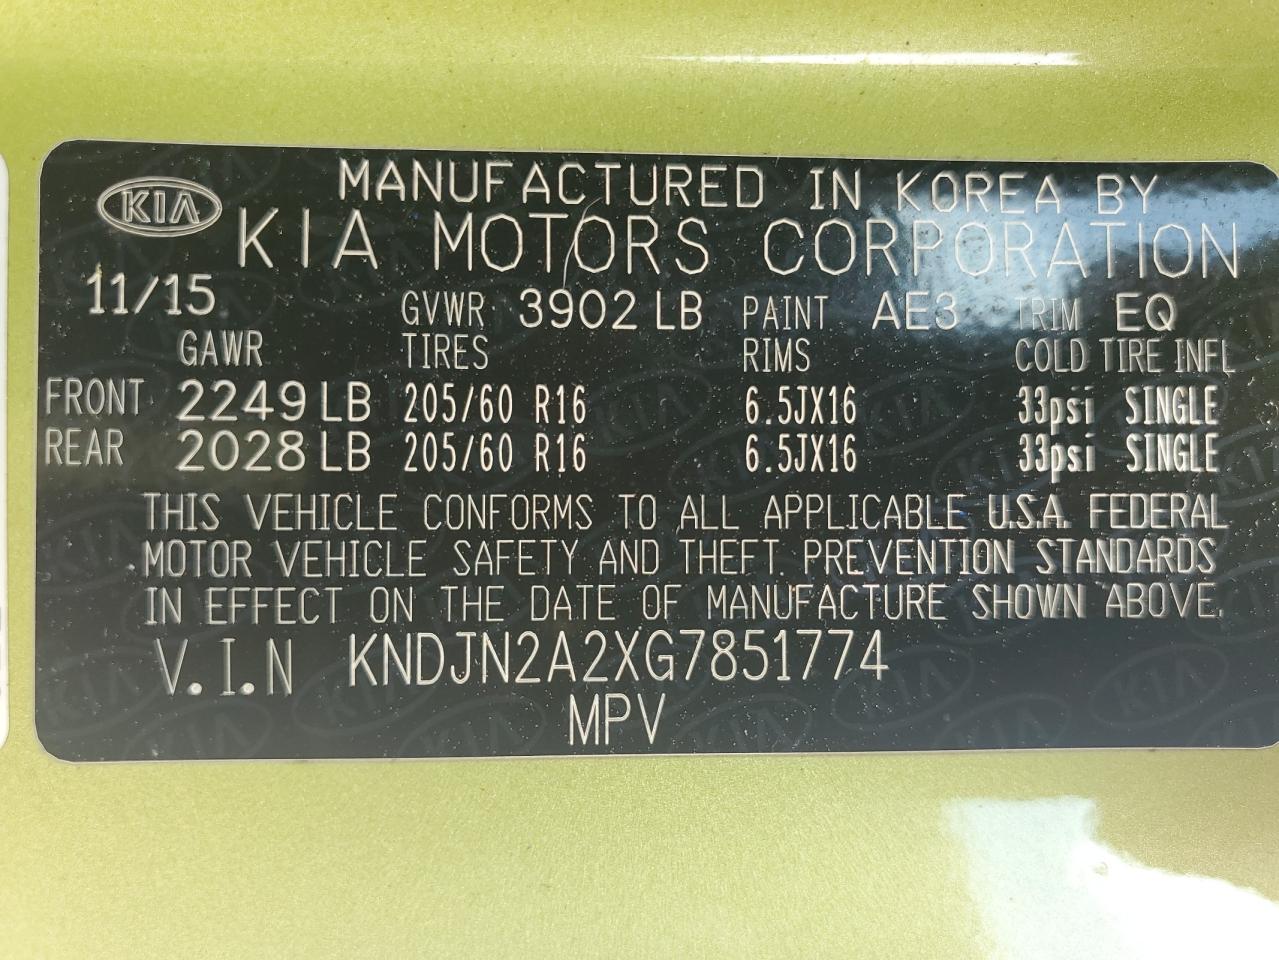 KIA
MANUFACTURED IN KOREA BY
KIA MOTORS CORPORATION
11/15 GVWR 3902 LB PAINT AE3 TRIM EQ
GAWR TIRES RIMS COLD TIRE INFL
FRONT 2249 LB 205/60 R16 6.5JX16 33psi SINGLE
REAR 2028 LB 205/60 R16 6.5JX16 33psi SINGLE
THIS VEHICLE CONFORMS TO ALL APPLICABLE U.S.A. FEDERAL
MOTOR VEHICLE SAFETY AND THEFT PREVENTION STANDARDS
IN EFFECT ON THE DATE OF MANUFACTURE SHOWN ABOVE.
V.I.N KNDJN2A2XG7851774
MPV